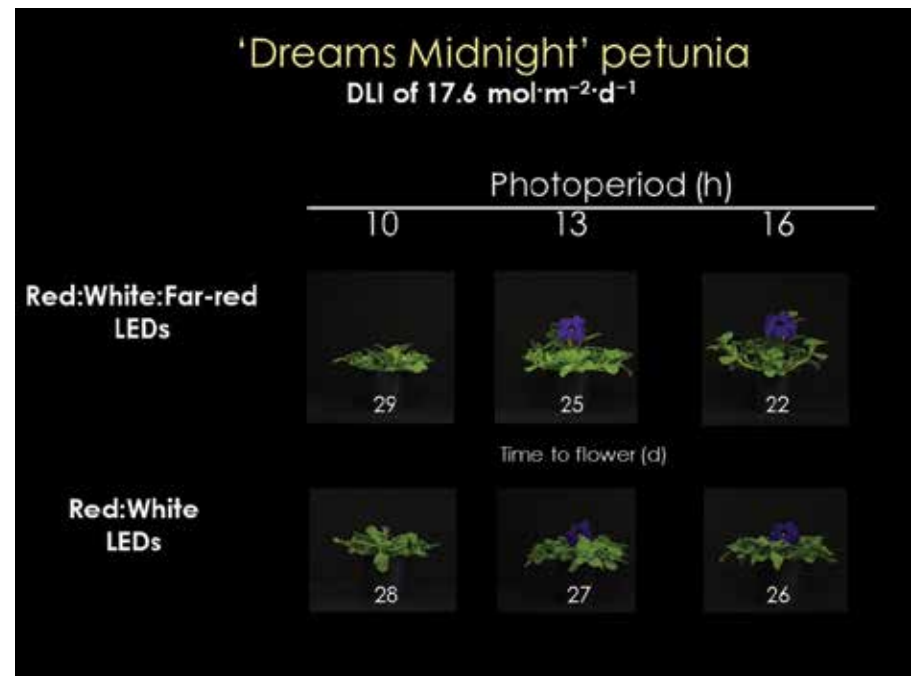 ‘Dreams Midnight’ petunia
DLI of 17.6 mol·m⁻²·d⁻¹
Photoperiod (h)
10 13 16
Red:White:Far-red
LEDs
29 25 22
Time to flower (d)
Red:White
LEDs
28 27 26